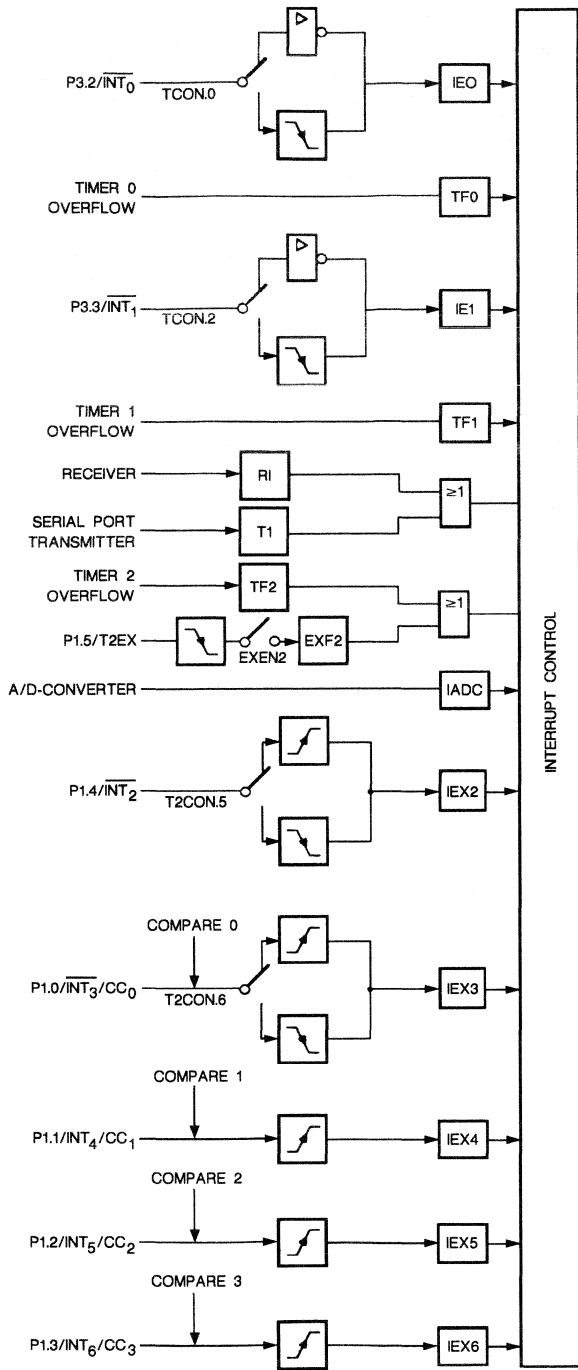 P3.2/INT0
TCON.0
IEO
TIMER 0
OVERFLOW
TF0
P3.3/INT1
TCON.2
IE1
TIMER 1
OVERFLOW
TF1
RECEIVER
RI
≥1
SERIAL PORT
TRANSMITTER
T1
TIMER 2
OVERFLOW
TF2
≥1
P1.5/T2EX
EXEN2
EXF2
A/D-CONVERTER
IADC
INTERRUPT CONTROL
P1.4/INT2
T2CON.5
IEX2
COMPARE 0
P1.0/INT3/CC0
T2CON.6
IEX3
COMPARE 1
P1.1/INT4/CC1
IEX4
COMPARE 2
P1.2/INT5/CC2
IEX5
COMPARE 3
P1.3/INT6/CC3
IEX6